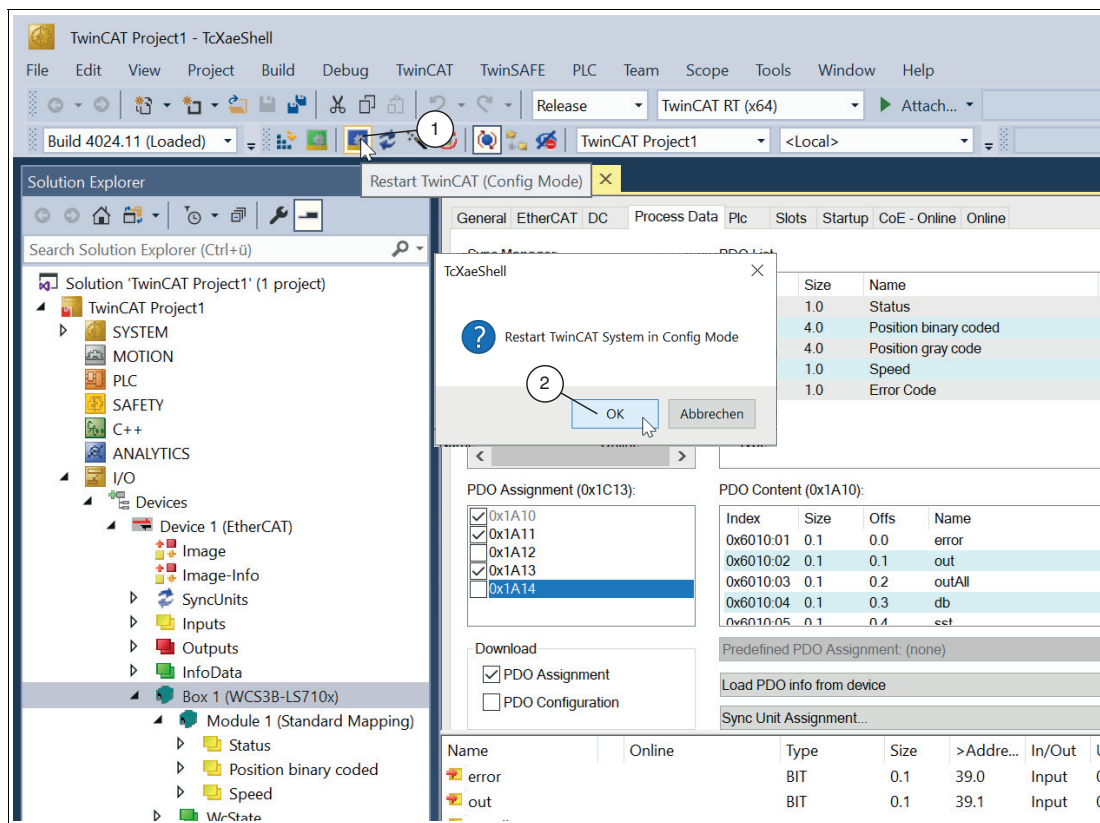 TwinCAT Project1 - TcXaeShell
File Edit View Project Build Debug TwinCAT TwinSAFE PLC Team Scope Tools Window Help
Release TwinCAT RT (x64) Attach...
Build 4024.11 (Loaded) TwinCAT Project1 <Local>
1
Restart TwinCAT (Config Mode)
Solution Explorer
Search Solution Explorer (Ctrl+ü)
Solution 'TwinCAT Project1' (1 project)
TwinCAT Project1
SYSTEM
MOTION
PLC
SAFETY
C++
ANALYTICS
I/O
Devices
Device 1 (EtherCAT)
Image
Image-Info
SyncUnits
Inputs
Outputs
InfoData
Box 1 (WCS3B-LS710x)
Module 1 (Standard Mapping)
Status
Position binary coded
Speed
WcState
General EtherCAT DC Process Data Plc Slots Startup CoE - Online Online
Size Name
1.0 Status
4.0 Position binary coded
4.0 Position gray code
1.0 Speed
1.0 Error Code
TcXaeShell
Restart TwinCAT System in Config Mode
2
OK Abbrechen
PDO Assignment (0x1C13):
0x1A10
0x1A11
0x1A12
0x1A13
0x1A14
PDO Content (0x1A10):
Index Size Offs Name
0x6010:01 0.1 0.0 error
0x6010:02 0.1 0.1 out
0x6010:03 0.1 0.2 outAll
0x6010:04 0.1 0.3 db
0x6010:05 0.1 0.4 sst
Download
PDO Assignment
PDO Configuration
Predefined PDO Assignment: (none)
Load PDO info from device
Sync Unit Assignment...
Name Online Type Size >Addre... In/Out
error BIT 0.1 39.0 Input
out BIT 0.1 39.1 Input